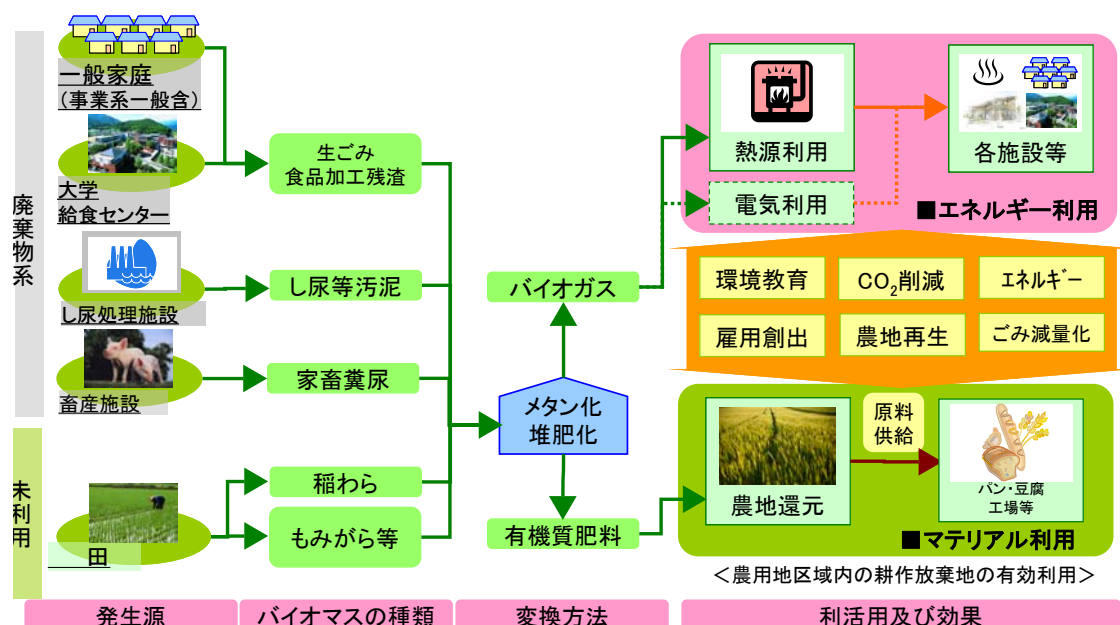 廃棄物系
未利用
一般家庭
（事業系一般含）
大学
給食センター
し尿処理施設
畜産施設
田
生ごみ
食品加工残渣
し尿等汚泥
家畜糞尿
稲わら
もみがら等
メタン化
堆肥化
バイオガス
有機質肥料
熱源利用
電気利用
各施設等
■エネルギー利用
環境教育
CO₂削減
エネルギー
雇用創出
農地再生
ごみ減量化
農地還元
原料
供給
パン・豆腐
工場等
■マテリアル利用
＜農用地区域内の耕作放棄地の有効利用＞
発生源
バイオマスの種類
変換方法
利活用及び効果